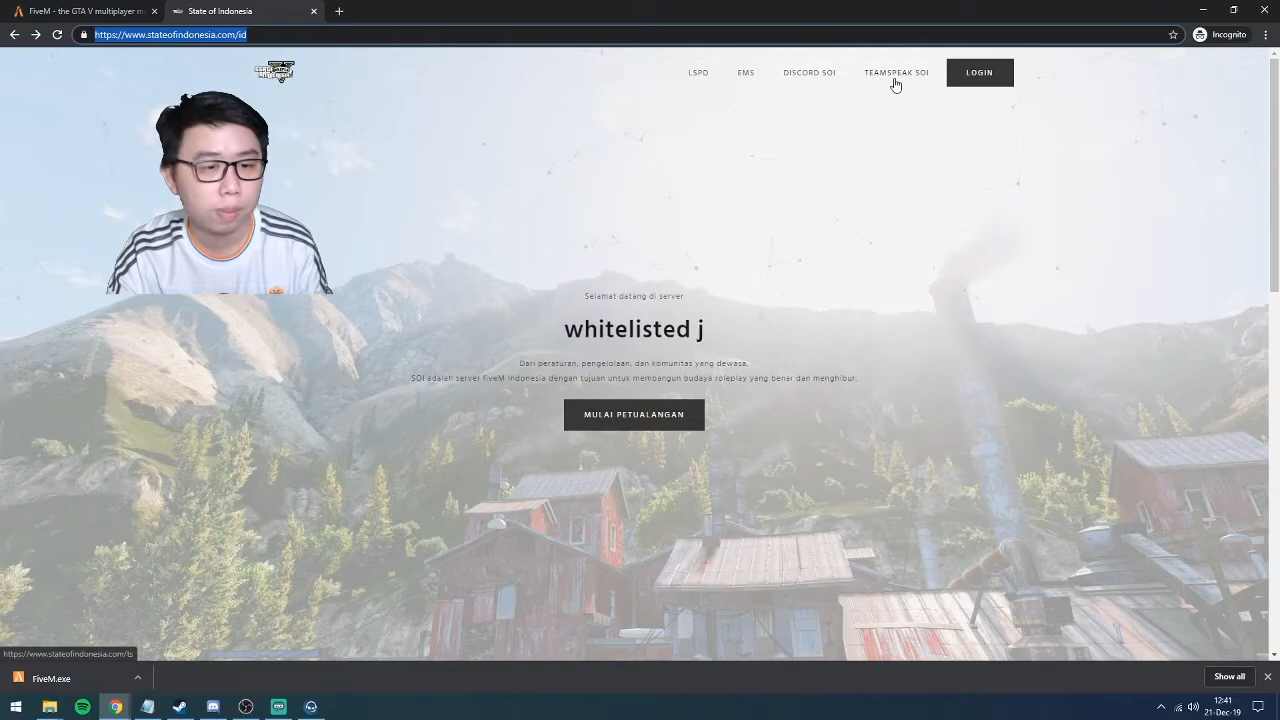 FiveM - the GTA V multiplayer m
State of Indonesia
https://www.stateofindonesia.com/id
Incognito
LSPD
EMS
DISCORD SOI
TEAMSPEAK SOI
LOGIN
Selamat datang di server
whitelisted j
Dari peraturan, pengelolaan, dan komunitas yang dewasa,
SOI adalah server fiveM Indonesia dengan tujuan untuk membangun budaya roleplay yang benar dan menghibur.
MULAI PETUALANGAN
https://www.stateofindonesia.com/ts
FiveM.exe
Show all
12:41
21-Dec-19